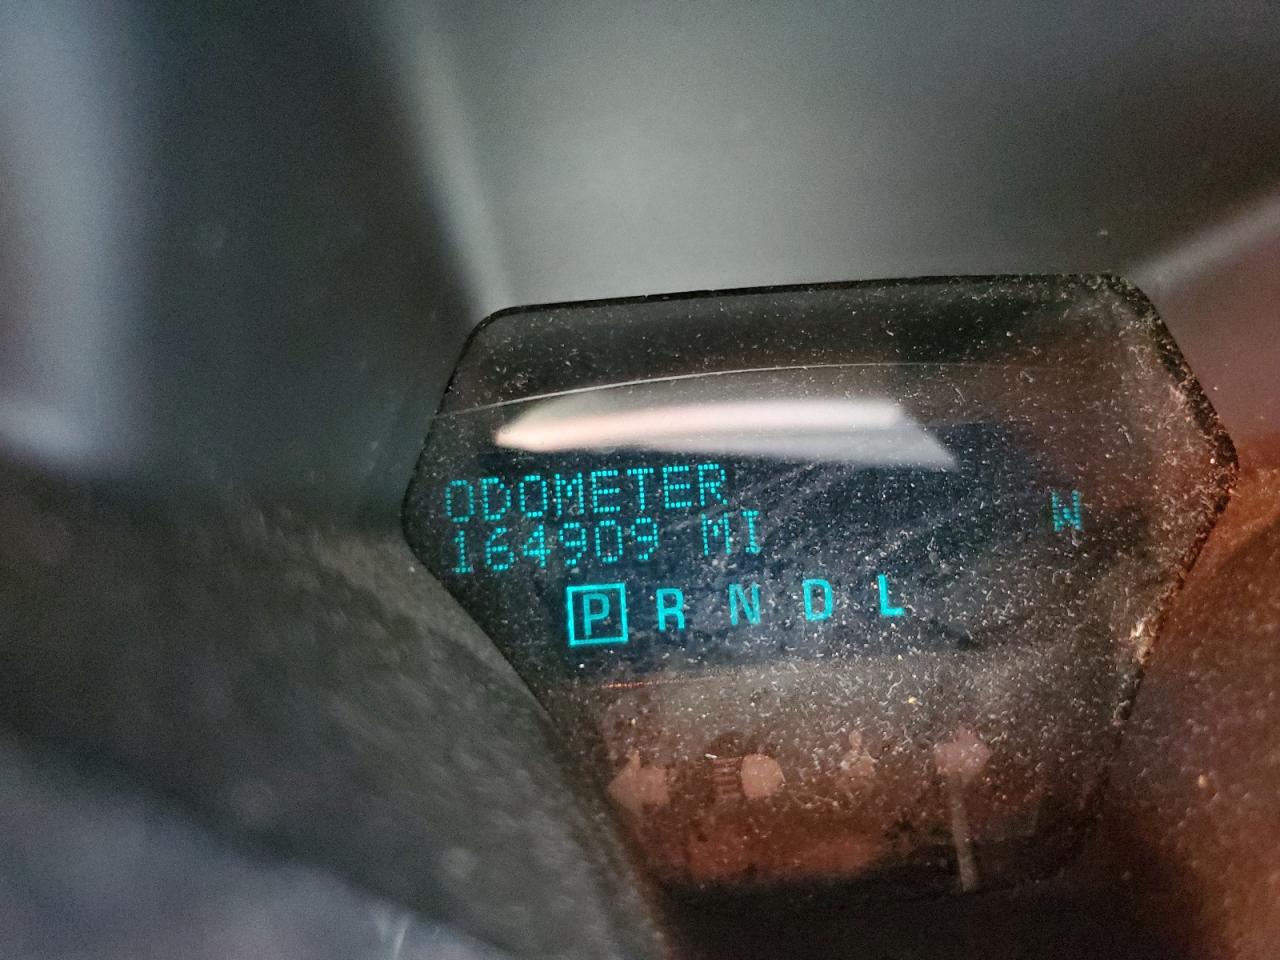 ODOMETER
164909 MI W
P R N D L